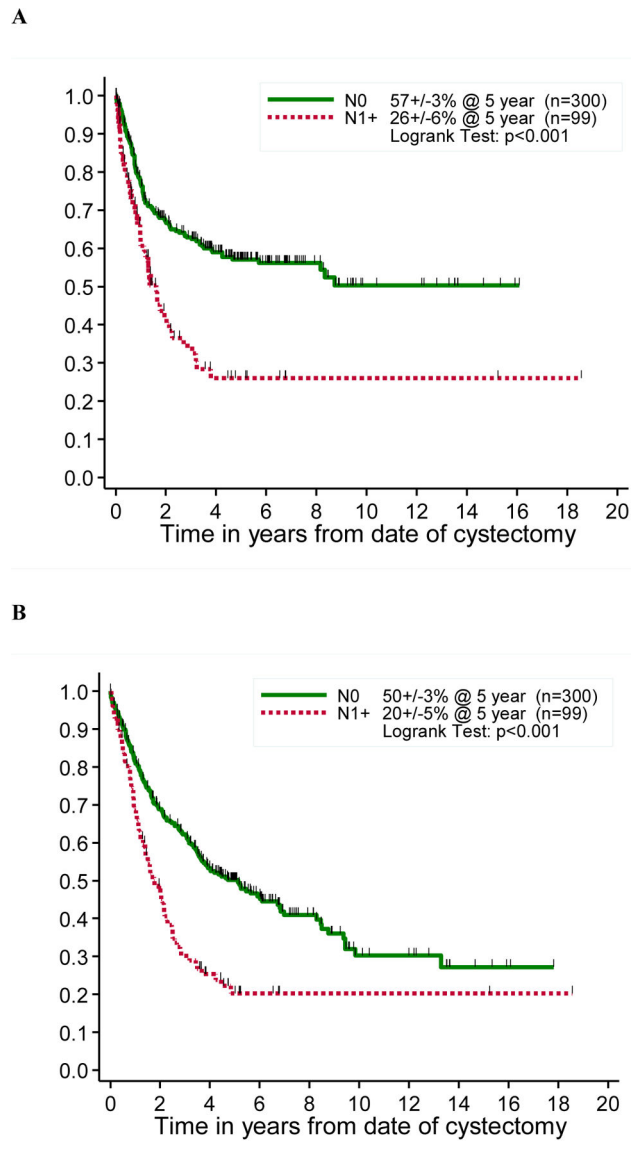 A
N0 57+/-3% @ 5 year (n=300)
N1+ 26+/-6% @ 5 year (n=99)
Logrank Test: p<0.001
1.0
0.9
0.8
0.7
0.6
0.5
0.4
0.3
0.2
0.1
0.0
0 2 4 6 8 10 12 14 16 18 20
Time in years from date of cystectomy
B
N0 50+/-3% @ 5 year (n=300)
N1+ 20+/-5% @ 5 year (n=99)
Logrank Test: p<0.001
1.0
0.9
0.8
0.7
0.6
0.5
0.4
0.3
0.2
0.1
0.0
0 2 4 6 8 10 12 14 16 18 20
Time in years from date of cystectomy